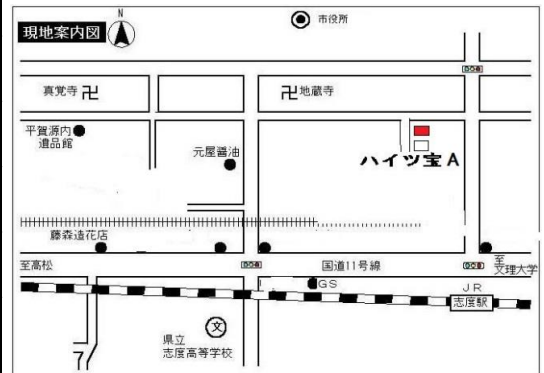 現地案内図
N
市役所
真覚寺
地蔵寺
平賀源内
遺品館
元屋醤油
ハイツ宝A
藤森造花店
至高松
国道11号線
至
文理大学
GS
JR
志度駅
文
県立
志度高等学校